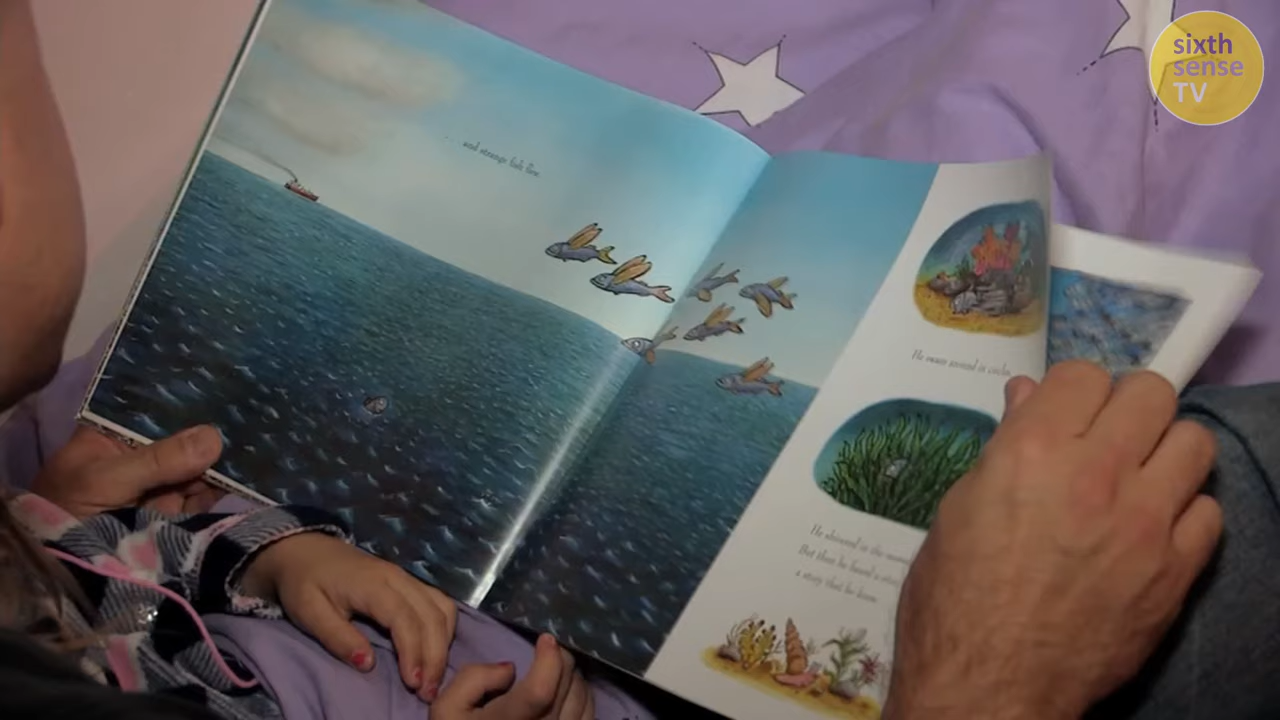 sixth
sense
TV
and strange fish flew.
He swam around in circles.
He shivered in the
But then he heard a
a story that he knew.